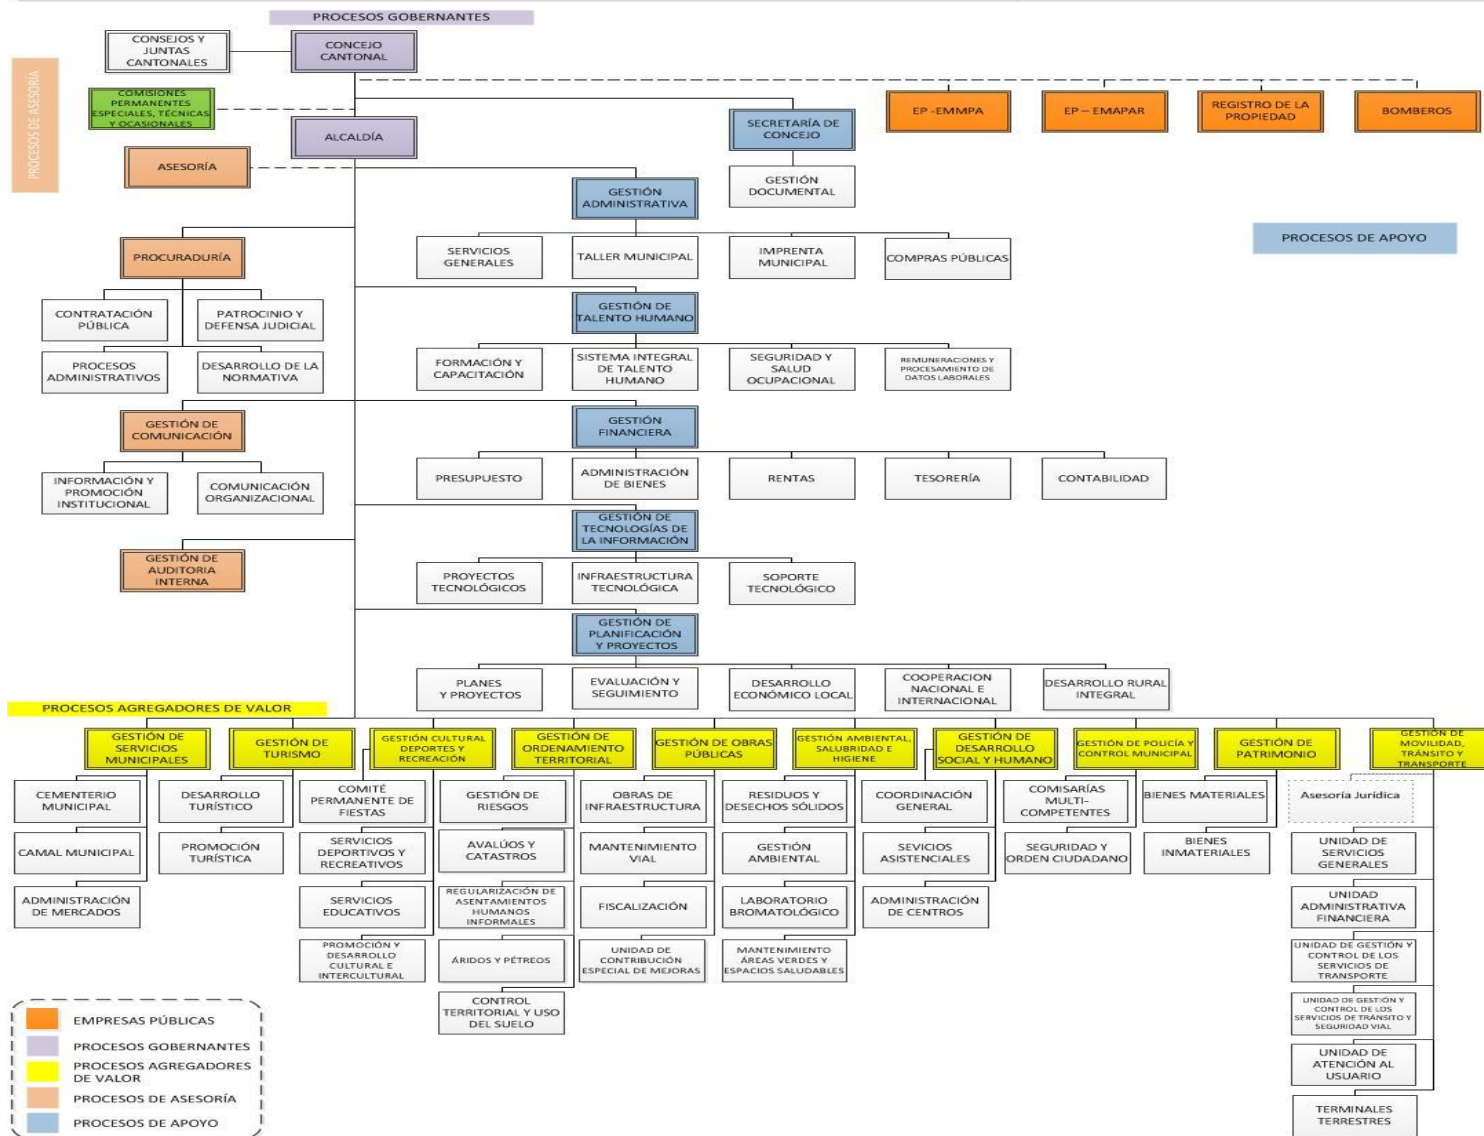 PROCESOS GOBERNANTES
CONSEJOS Y
JUNTAS
CANTONALES
CONCEJO
CANTONAL
PROCESOS DE ASESORÍA
COMISIONES
PERMANENTES
ESPECIALES, TÉCNICAS
Y OCASIONALES
ALCALDÍA
SECRETARÍA DE
CONCEJO
EP -EMMPA
EP – EMAPAR
REGISTRO DE LA
PROPIEDAD
BOMBEROS
ASESORÍA
GESTIÓN
DOCUMENTAL
GESTIÓN
ADMINISTRATIVA
PROCESOS DE APOYO
PROCURADURÍA
SERVICIOS
GENERALES
TALLER MUNICIPAL
IMPRENTA
MUNICIPAL
COMPRAS PÚBLICAS
CONTRATACIÓN
PÚBLICA
PATROCINIO Y
DEFENSA JUDICIAL
GESTIÓN DE
TALENTO HUMANO
PROCESOS
ADMINISTRATIVOS
DESARROLLO DE LA
NORMATIVA
FORMACIÓN Y
CAPACITACIÓN
SISTEMA INTEGRAL
DE TALENTO
HUMANO
SEGURIDAD Y
SALUD
OCUPACIONAL
REMUNERACIONES Y
PROCESAMIENTO DE
DATOS LABORALES
GESTIÓN DE
COMUNICACIÓN
GESTIÓN
FINANCIERA
INFORMACIÓN Y
PROMOCIÓN
INSTITUCIONAL
COMUNICACIÓN
ORGANIZACIONAL
PRESUPUESTO
ADMINISTRACIÓN
DE BIENES
RENTAS
TESORERÍA
CONTABILIDAD
GESTIÓN DE
TECNOLOGÍAS DE
LA INFORMACIÓN
GESTIÓN DE
AUDITORIA
INTERNA
PROYECTOS
TECNOLÓGICOS
INFRAESTRUCTURA
TECNOLÓGICA
SOPORTE
TECNOLÓGICO
GESTIÓN DE
PLANIFICACIÓN
Y PROYECTOS
PLANES
Y PROYECTOS
EVALUACIÓN Y
SEGUIMIENTO
DESARROLLO
ECONÓMICO LOCAL
COOPERACION
NACIONAL E
INTERNACIONAL
DESARROLLO RURAL
INTEGRAL
PROCESOS AGREGADORES DE VALOR
GESTIÓN DE
SERVICIOS
MUNICIPALES
GESTIÓN DE
TURISMO
GESTIÓN CULTURAL
DEPORTES Y
RECREACIÓN
GESTIÓN DE
ORDENAMIENTO
TERRITORIAL
GESTIÓN DE OBRAS
PÚBLICAS
GESTIÓN AMBIENTAL,
SALUBRIDAD E
HIGIENE
GESTIÓN DE
DESARROLLO
SOCIAL Y HUMANO
GESTIÓN DE POLICÍA Y
CONTROL MUNICIPAL
GESTIÓN DE
PATRIMONIO
GESTIÓN DE
MOVILIDAD,
TRÁNSITO Y
TRANSPORTE
CEMENTERIO
MUNICIPAL
DESARROLLO
TURÍSTICO
COMITÉ
PERMANENTE DE
FIESTAS
GESTIÓN DE
RIESGOS
OBRAS DE
INFRAESTRUCTURA
RESIDUOS Y
DESECHOS SÓLIDOS
COORDINACIÓN
GENERAL
COMISARÍAS
MULTI-
COMPETENTES
BIENES MATERIALES
Asesoría Jurídica
CAMAL MUNICIPAL
PROMOCIÓN
TURÍSTICA
SERVICIOS
DEPORTIVOS Y
RECREATIVOS
AVALÚOS Y
CATASTROS
MANTENIMIENTO
VIAL
GESTIÓN
AMBIENTAL
SEVICIOS
ASISTENCIALES
SEGURIDAD Y
ORDEN CIUDADANO
BIENES
INMATERIALES
UNIDAD DE
SERVICIOS
GENERALES
ADMINISTRACIÓN
DE MERCADOS
SERVICIOS
EDUCATIVOS
REGULARIZACIÓN DE
ASENTAMIENTOS
HUMANOS
INFORMALES
FISCALIZACIÓN
LABORATORIO
BROMATOLÓGICO
ADMINISTRACIÓN
DE CENTROS
UNIDAD
ADMINISTRATIVA
FINANCIERA
PROMOCIÓN Y
DESARROLLO
CULTURAL E
INTERCULTURAL
ÁRIDOS Y PÉTREOS
UNIDAD DE
CONTRIBUCIÓN
ESPECIAL DE MEJORAS
MANTENIMIENTO
ÁREAS VERDES Y
ESPACIOS SALUDABLES
UNIDAD DE GESTIÓN Y
CONTROL DE LOS
SERVICIOS DE
TRANSPORTE
CONTROL
TERRITORIAL Y USO
DEL SUELO
UNIDAD DE GESTIÓN Y
CONTROL DE LOS
SERVICIOS DE TRÁNSITO Y
SEGURIDAD VIAL
UNIDAD DE
ATENCIÓN AL
USUARIO
TERMINALES
TERRESTRES
EMPRESAS PÚBLICAS
PROCESOS GOBERNANTES
PROCESOS AGREGADORES
DE VALOR
PROCESOS DE ASESORÍA
PROCESOS DE APOYO